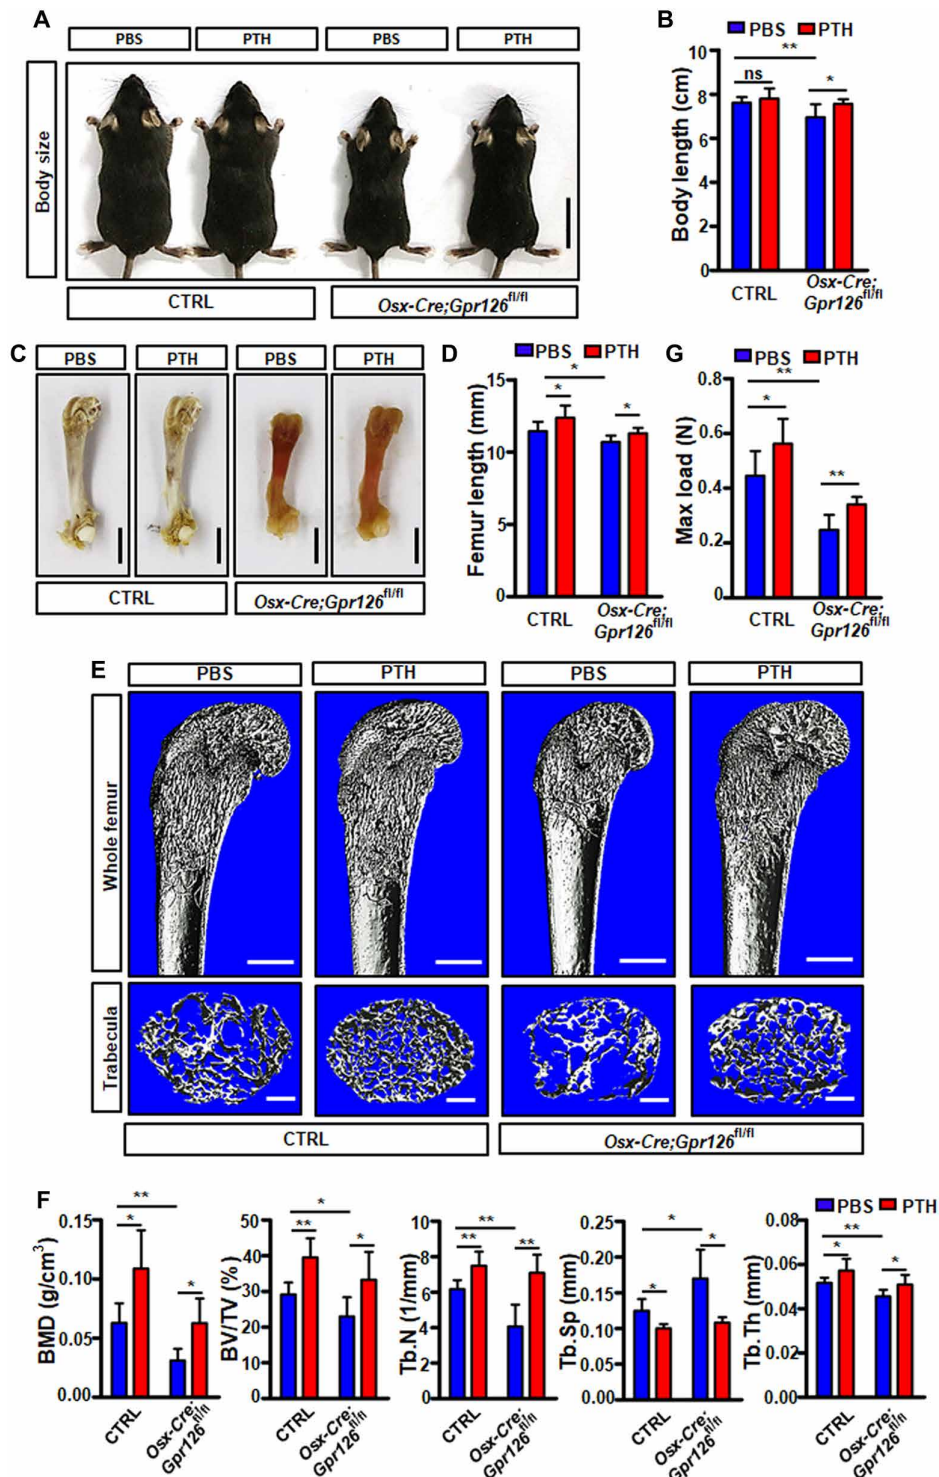 A
PBS PTH PBS PTH
Body size
CTRL Osx-Cre;Gpr126fl/fl
B
PBS PTH
Body length (cm)
10
8
6
4
2
0
**
ns
*
CTRL Osx-Cre;
Gpr126fl/fl
C
PBS PTH PBS PTH
CTRL Osx-Cre;Gpr126fl/fl
D
PBS PTH
Femur length (mm)
15
10
5
0
*
*
*
CTRL Osx-Cre;
Gpr126fl/fl
G
PBS PTH
Max load (N)
0.8
0.6
0.4
0.2
0
**
*
**
CTRL Osx-Cre;
Gpr126fl/fl
E
PBS PTH PBS PTH
Whole femur
Trabecula
CTRL Osx-Cre;Gpr126fl/fl
F
PBS PTH
BMD (g/cm3)
0.15
0.10
0.05
0.00
**
*
*
CTRL
Osx-Cre;
Gpr126fl/fl
BV/TV (%)
50
40
30
20
10
0
*
**
*
CTRL
Osx-Cre;
Gpr126fl/fl
Tb.N (1/mm)
10
8
6
4
2
0
**
**
**
CTRL
Osx-Cre;
Gpr126fl/fl
Tb.Sp (mm)
0.25
0.20
0.15
0.10
0.05
0.00
*
*
*
CTRL
Osx-Cre;
Gpr126fl/fl
Tb.Th (mm)
0.08
0.06
0.04
0.02
0.00
**
*
*
CTRL
Osx-Cre;
Gpr126fl/fl